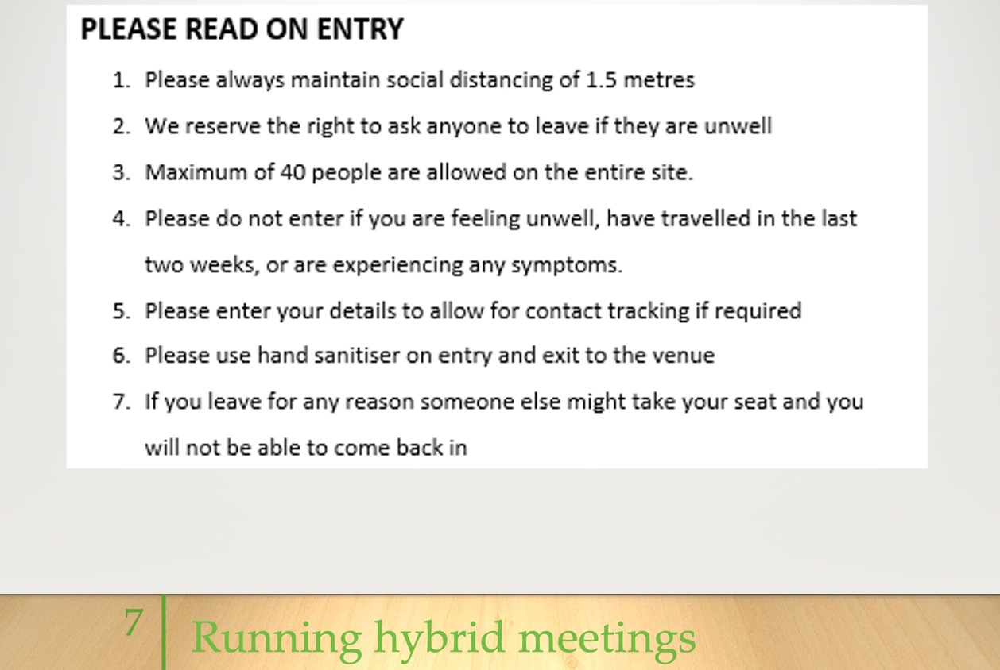 PLEASE READ ON ENTRY
1. Please always maintain social distancing of 1.5 metres
2. We reserve the right to ask anyone to leave if they are unwell
3. Maximum of 40 people are allowed on the entire site.
4. Please do not enter if you are feeling unwell, have travelled in the last
two weeks, or are experiencing any symptoms.
5. Please enter your details to allow for contact tracking if required
6. Please use hand sanitiser on entry and exit to the venue
7. If you leave for any reason someone else might take your seat and you
will not be able to come back in
7
Running hybrid meetings